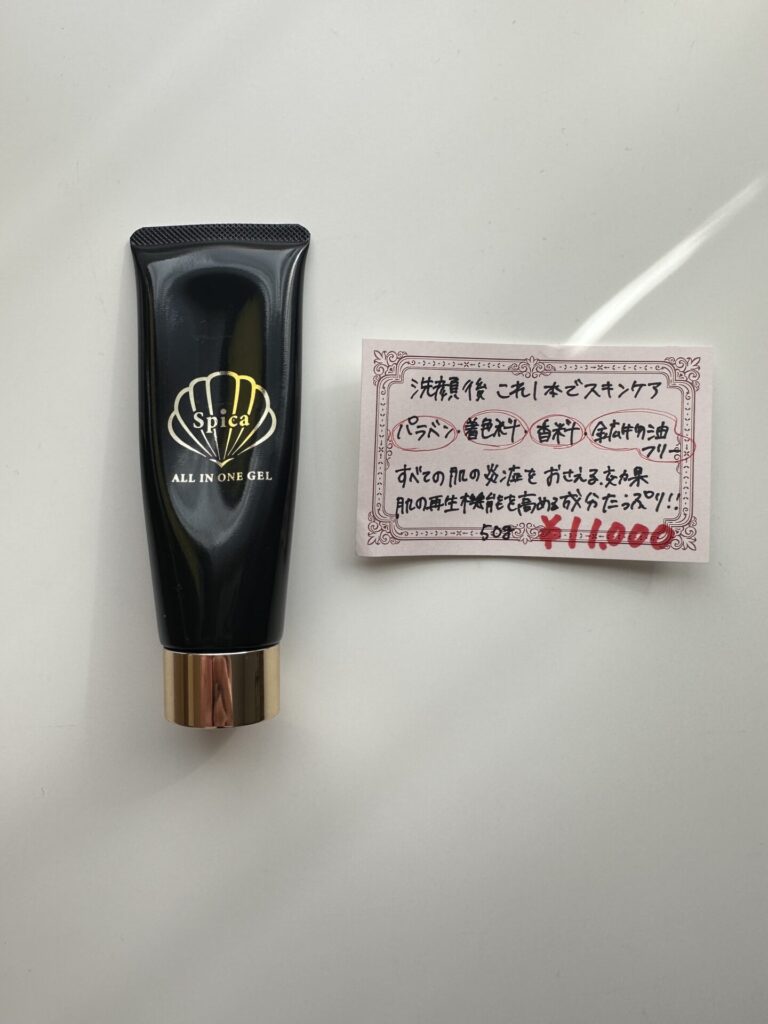 Spica
ALL IN ONE GEL
洗顔後 これ1本でスキンケア
パラベン・着色料・香料・鉱物油
フリー
すべての肌の炎症をおさえる効果
肌の再生機能を高める成分たっぷり!!
50g ¥11.000